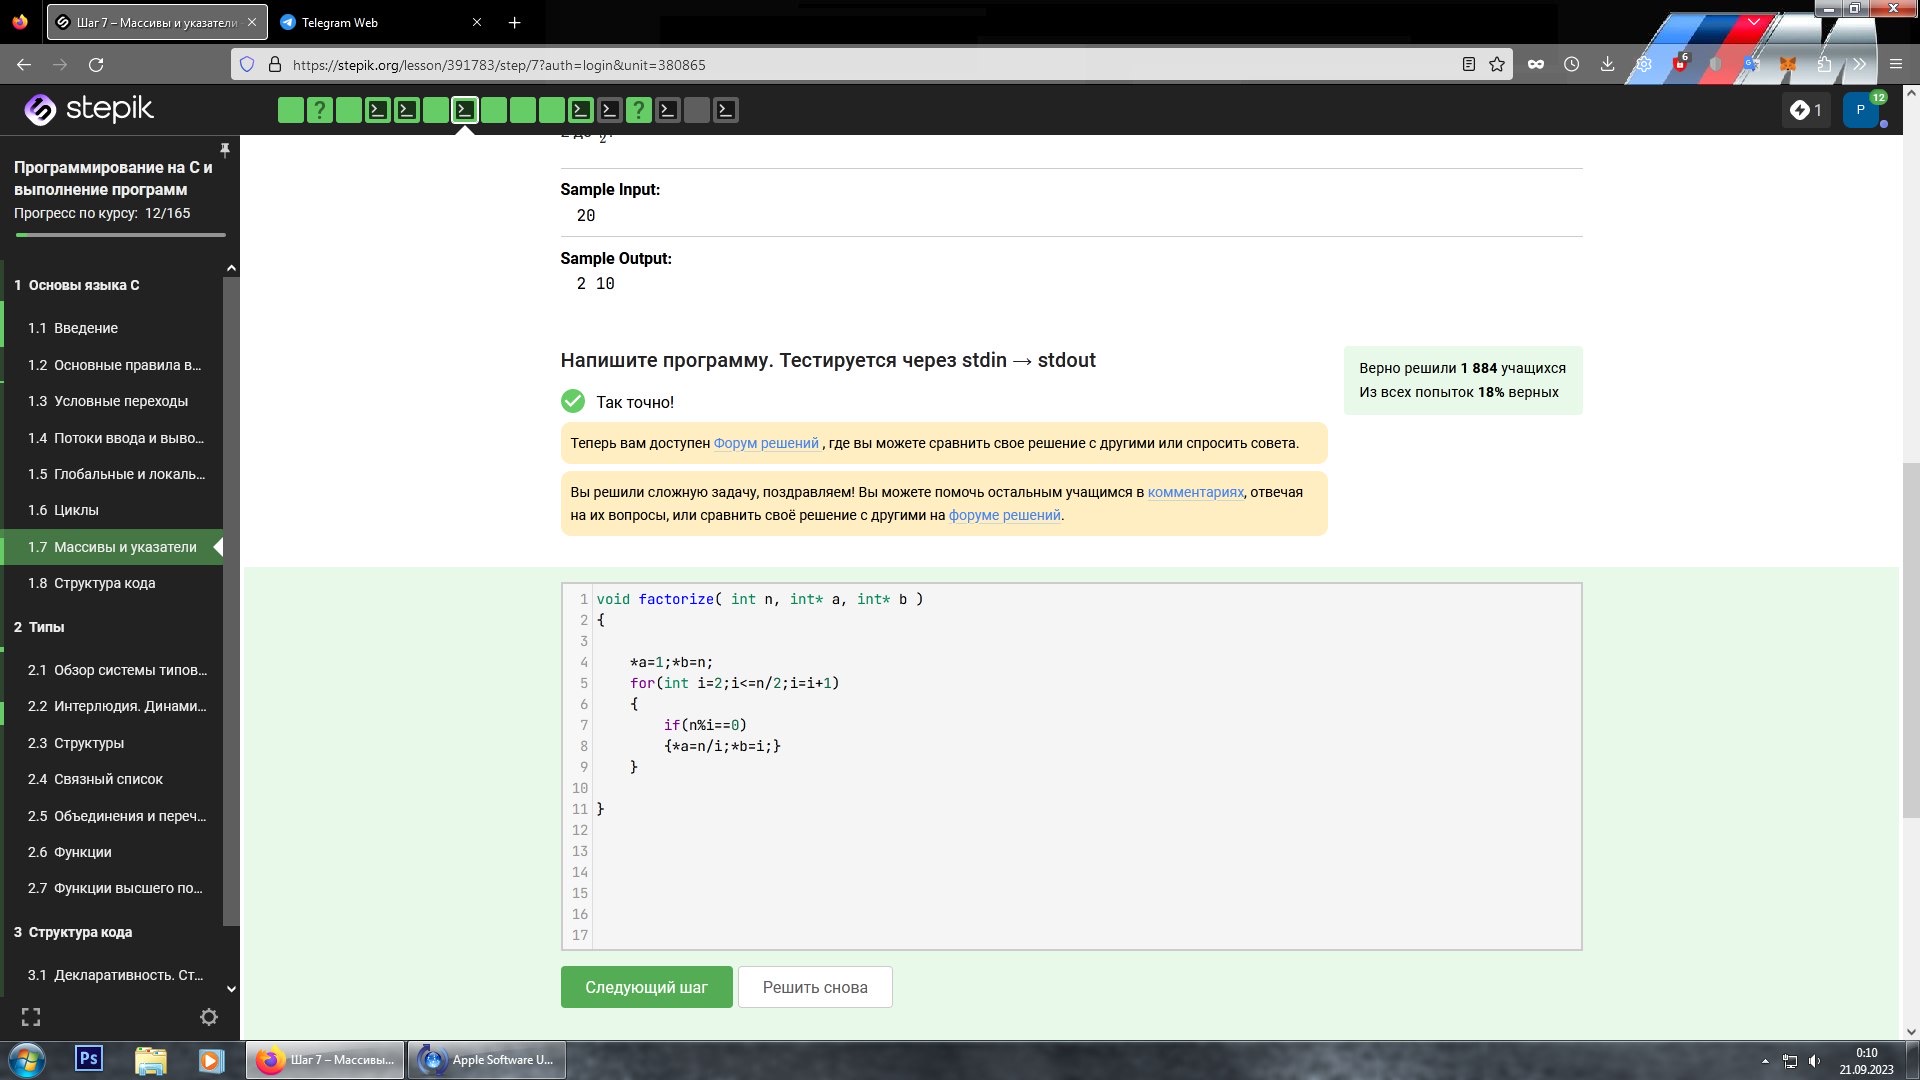 Шаг 7 – Массивы и указатели
Telegram Web
https://stepik.org/lesson/391783/step/7?auth=login&unit=380865
6
stepik
?
?
1
P
12
Программирование на С и
выполнение программ
Прогресс по курсу: 12/165
1 Основы языка C
1.1 Введение
1.2 Основные правила в...
1.3 Условные переходы
1.4 Потоки ввода и выво...
1.5 Глобальные и локаль...
1.6 Циклы
1.7 Массивы и указатели
1.8 Структура кода
2 Типы
2.1 Обзор системы типов...
2.2 Интерлюдия. Динами...
2.3 Структуры
2.4 Связный список
2.5 Объединения и переч...
2.6 Функции
2.7 Функции высшего по...
3 Структура кода
3.1 Декларативность. Ст...
Sample Input:
20
Sample Output:
2 10
Напишите программу. Тестируется через stdin → stdout
Верно решили 1 884 учащихся
Из всех попыток 18% верных
Так точно!
Теперь вам доступен Форум решений , где вы можете сравнить свое решение с другими или спросить совета.
Вы решили сложную задачу, поздравляем! Вы можете помочь остальным учащимся в комментариях, отвечая
на их вопросы, или сравнить своё решение с другими на форуме решений.
1 void factorize( int n, int* a, int* b )
2 {
3
4 *a=1;*b=n;
5 for(int i=2;i<=n/2;i=i+1)
6 {
7 if(n%i==0)
8 {*a=n/i;*b=i;}
9 }
10
11 }
12
13
14
15
16
17
Следующий шаг
Решить снова
Ps
Шаг 7 – Массивы...
Apple Software U...
0:10
21.09.2023